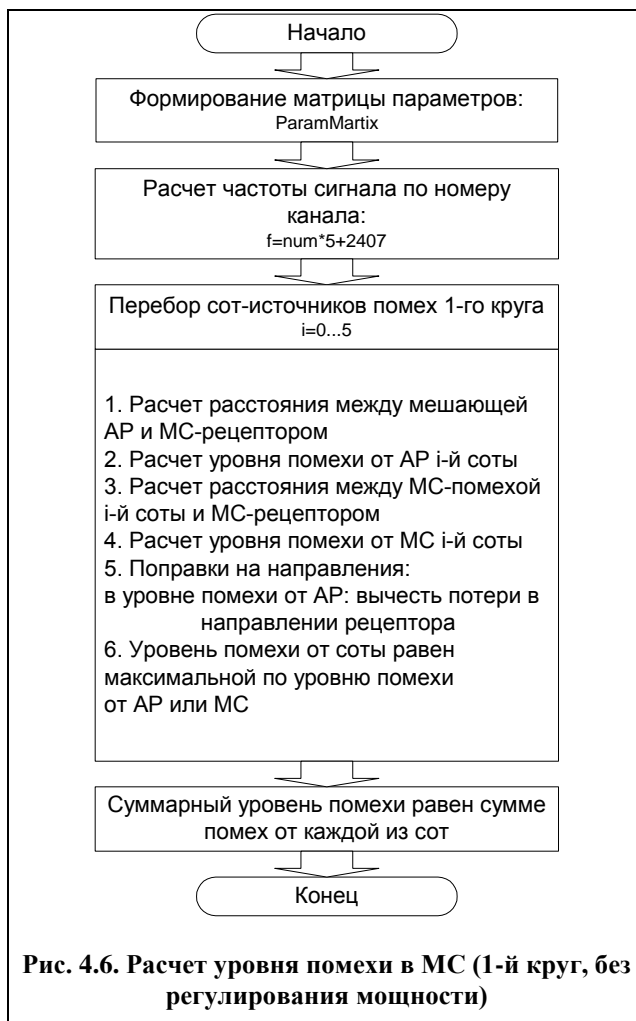 Начало
Формирование матрицы параметров:
ParamMartix
Расчет частоты сигнала по номеру
канала:
f=num*5+2407
Перебор сот-источников помех 1-го круга
i=0...5
1. Расчет расстояния между мешающей
АР и МС-рецептором
2. Расчет уровня помехи от АР i-й соты
3. Расчет расстояния между МС-помехой
i-й соты и МС-рецептором
4. Расчет уровня помехи от МС i-й соты
5. Поправки на направления:
в уровне помехи от АР: вычесть потери в
направлении рецептора
6. Уровень помехи от соты равен
максимальной по уровню помехи
от АР или МС
Суммарный уровень помехи равен сумме
помех от каждой из сот
Конец
Рис. 4.6. Расчет уровня помехи в МС (1-й круг, без
регулирования мощности)